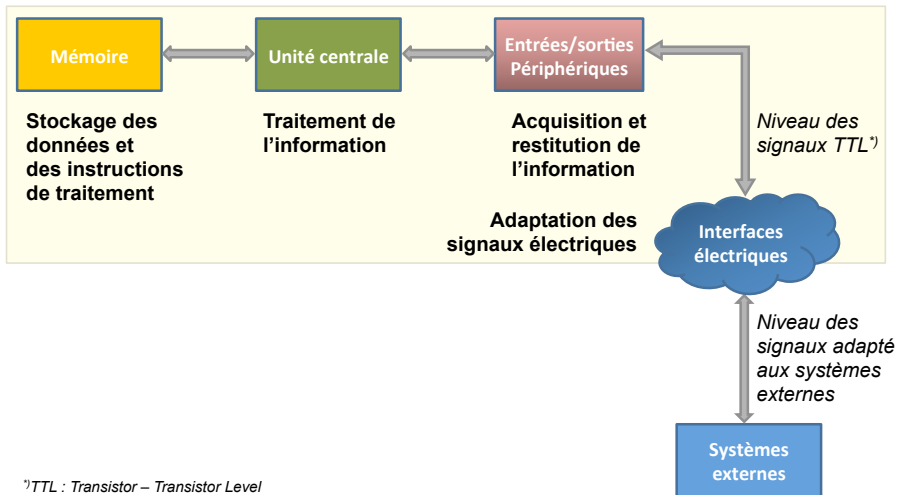 Mémoire
Unité centrale
Entrées/sorties
Périphériques
Stockage des
données et
des instructions
de traitement
Traitement de
l’information
Acquisition et
restitution de
l’information
Niveau des
signaux TTL*)
Adaptation des
signaux électriques
Interfaces
électriques
Niveau des
signaux adapté
aux systèmes
externes
Systèmes
externes
*)TTL : Transistor – Transistor Level